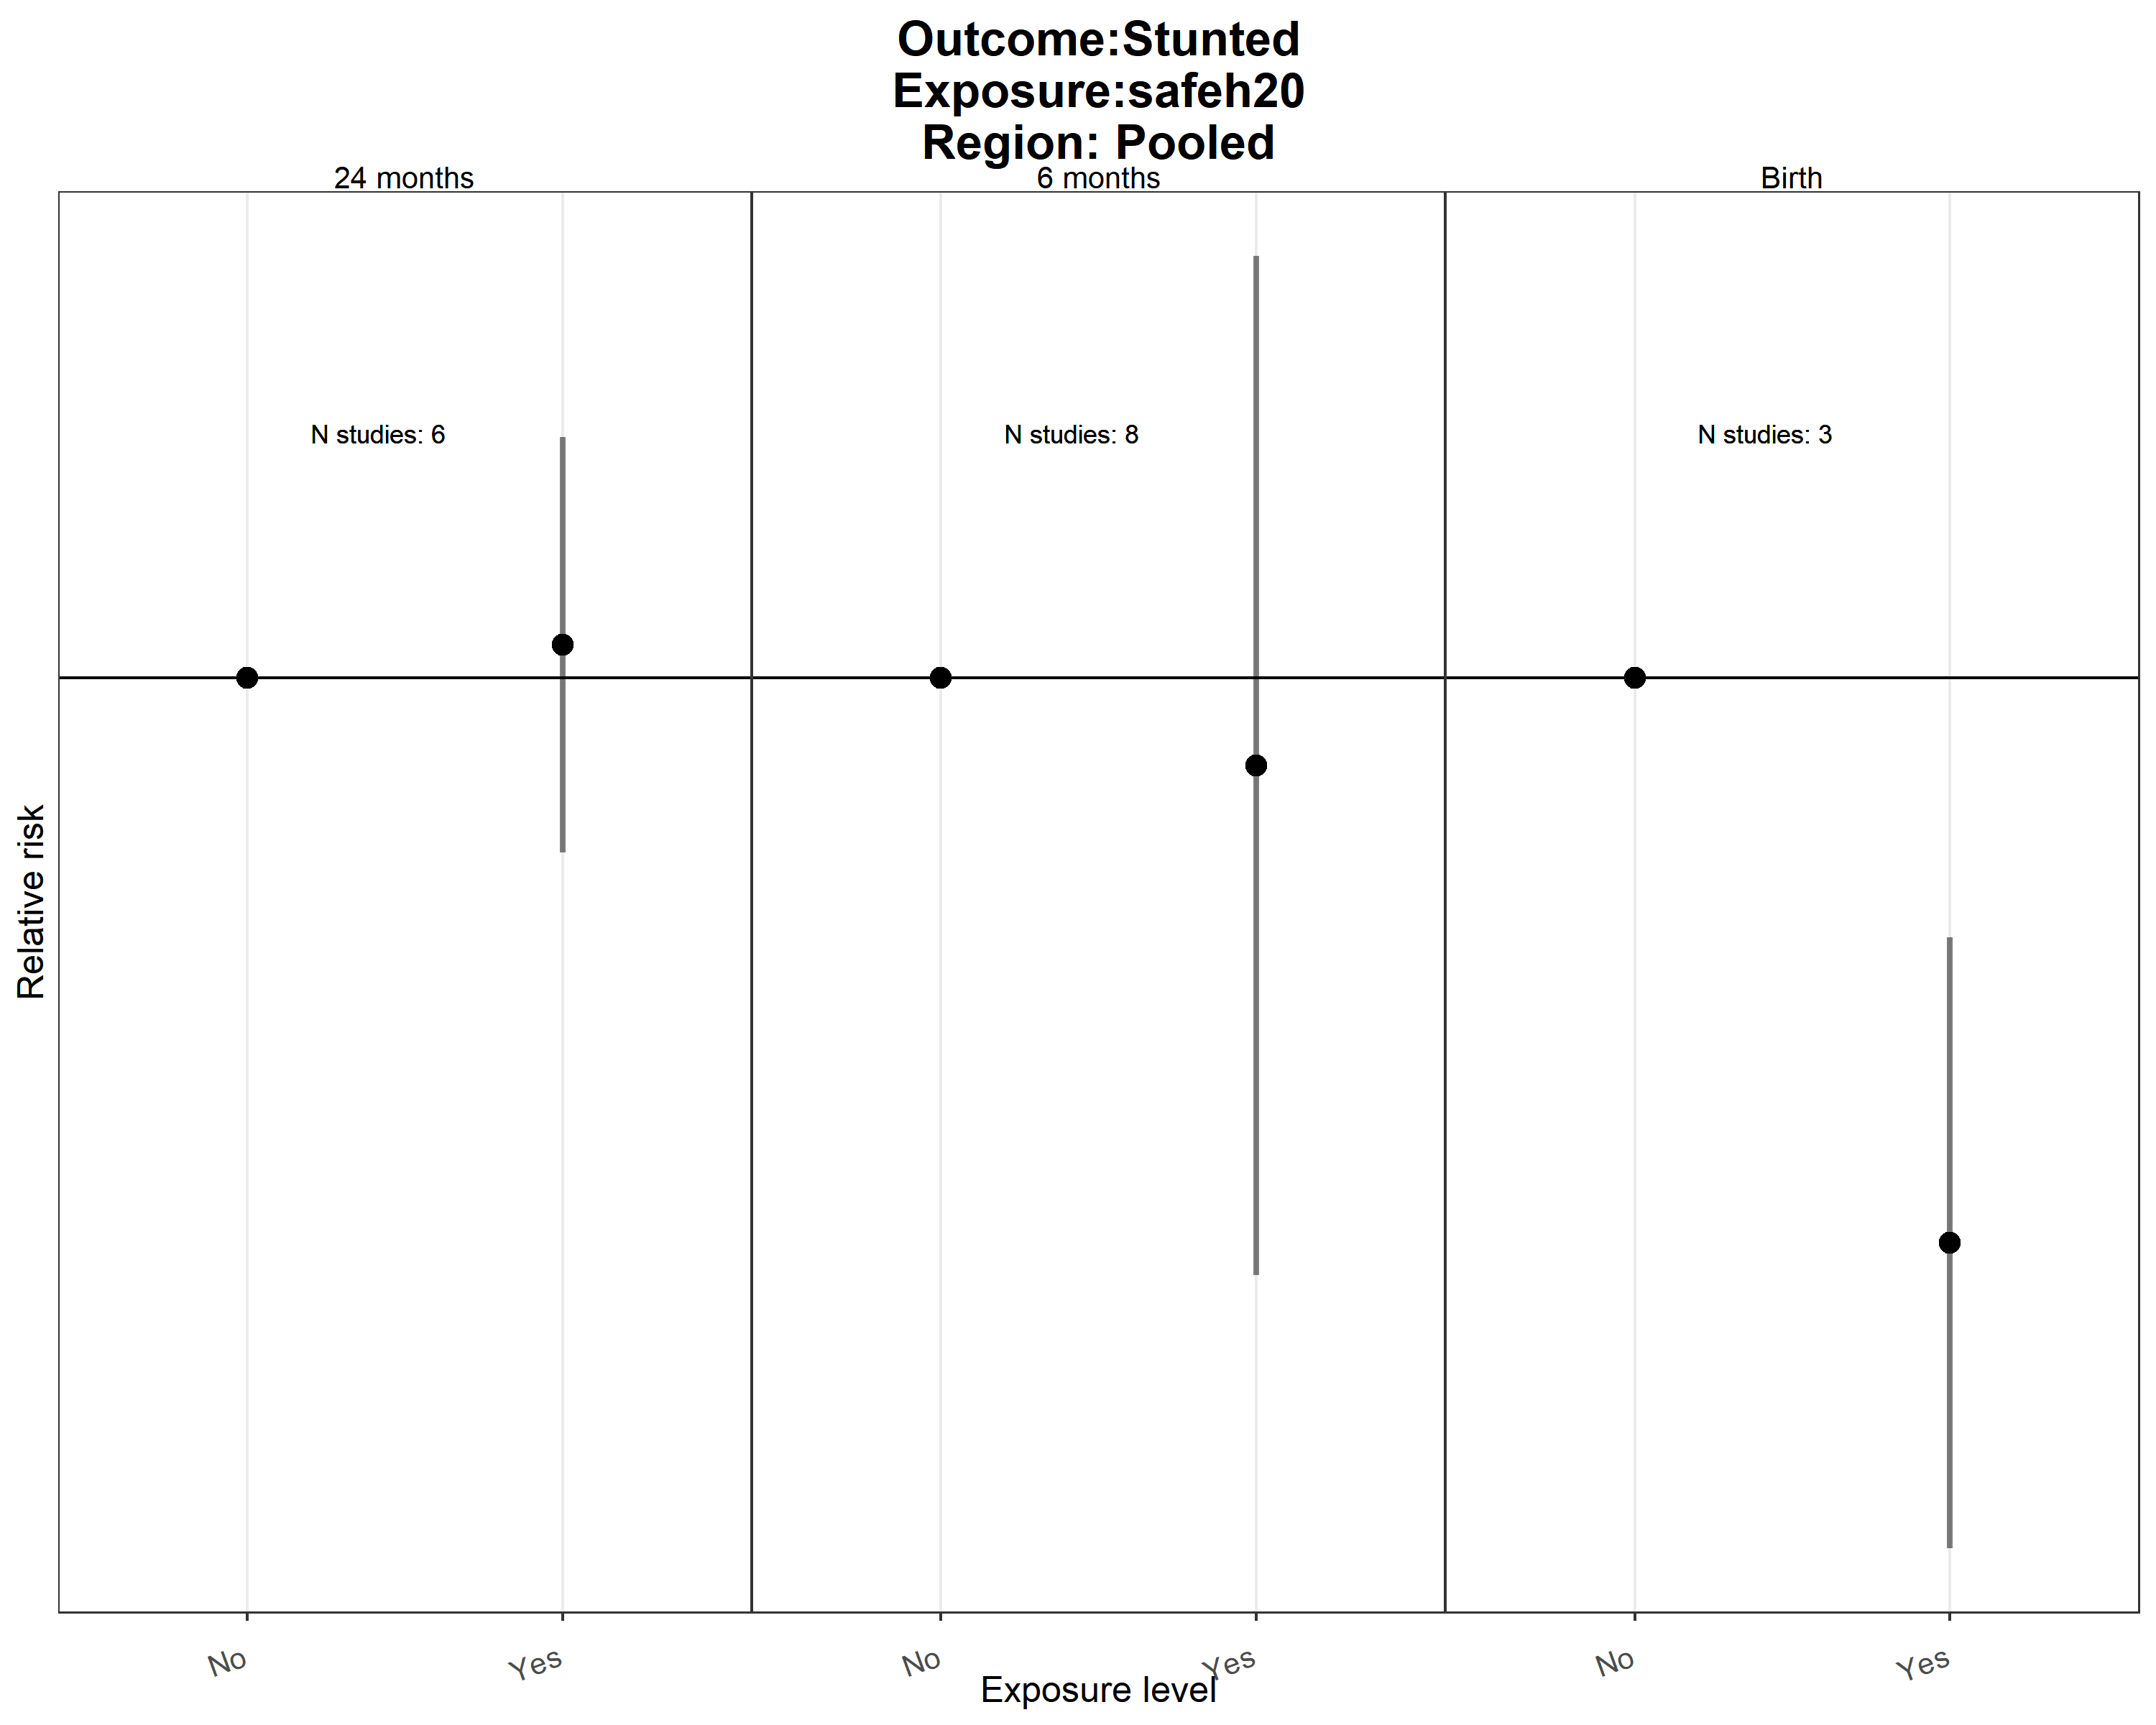 Outcome:Stunted
Exposure:safeh20
Region: Pooled
24 months
6 months
Birth
N studies: 6
N studies: 8
N studies: 3
Relative risk
No
Yes
No
Yes
No
Yes
Exposure level